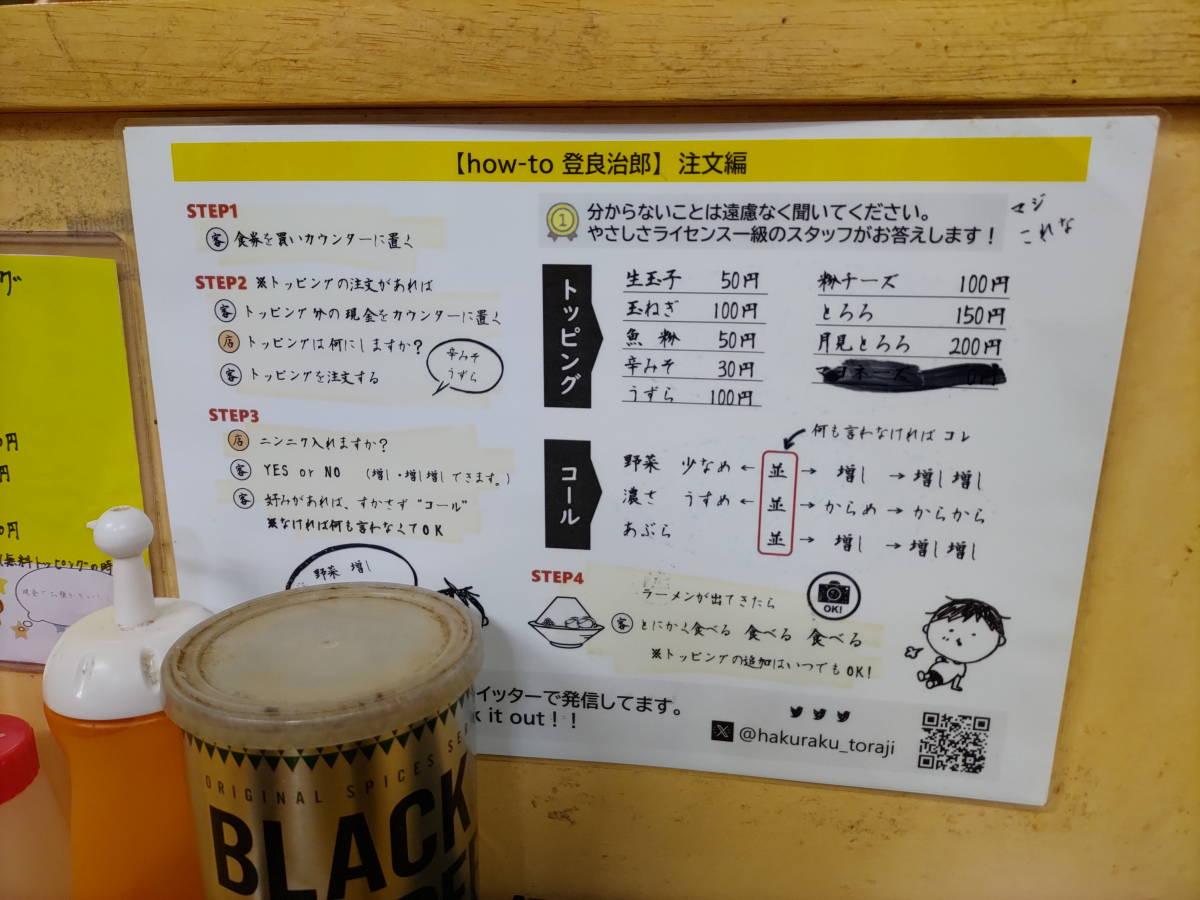 【how-to 登良治郎】 注文編
STEP1
客 食券を買いカウンターに置く
STEP2 ※トッピングの注文があれば
客 トッピング分の現金をカウンターに置く
店 トッピングは何にしますか?
客 トッピングを注文する
辛みそ
うずら
STEP3
店 ニンニク入れますか?
客 YES or NO (増し・増し増しできます。)
客 好みがあれば、すかさず"コール"
※なければ何も言わなくてOK
野菜 増し
1 分からないことは遠慮なく聞いてください。
やさしさライセンス一級のスタッフがお答えします!
マジ
これな
トッピング
生玉子 50円
玉ねぎ 100円
魚粉 50円
辛みそ 30円
うずら 100円
粉チーズ 100円
とろろ 150円
月見とろろ 200円
コール
何も言わなければ コレ
野菜 少なめ ← 並 → 増し → 増し増し
濃さ うすめ ← 並 → からめ → からから
あぶら 並 → 増し → 増し増し
STEP4
ラーメンが出てきたら
客 とにかく食べる 食べる 食べる
※トッピングの追加はいつでもOK!
OK!
イッターで発信してます。
k it out!!
X @hakuraku_toraji
円
円
円
無料トッピングの時
ORIGINAL SPICES SE
BLACK